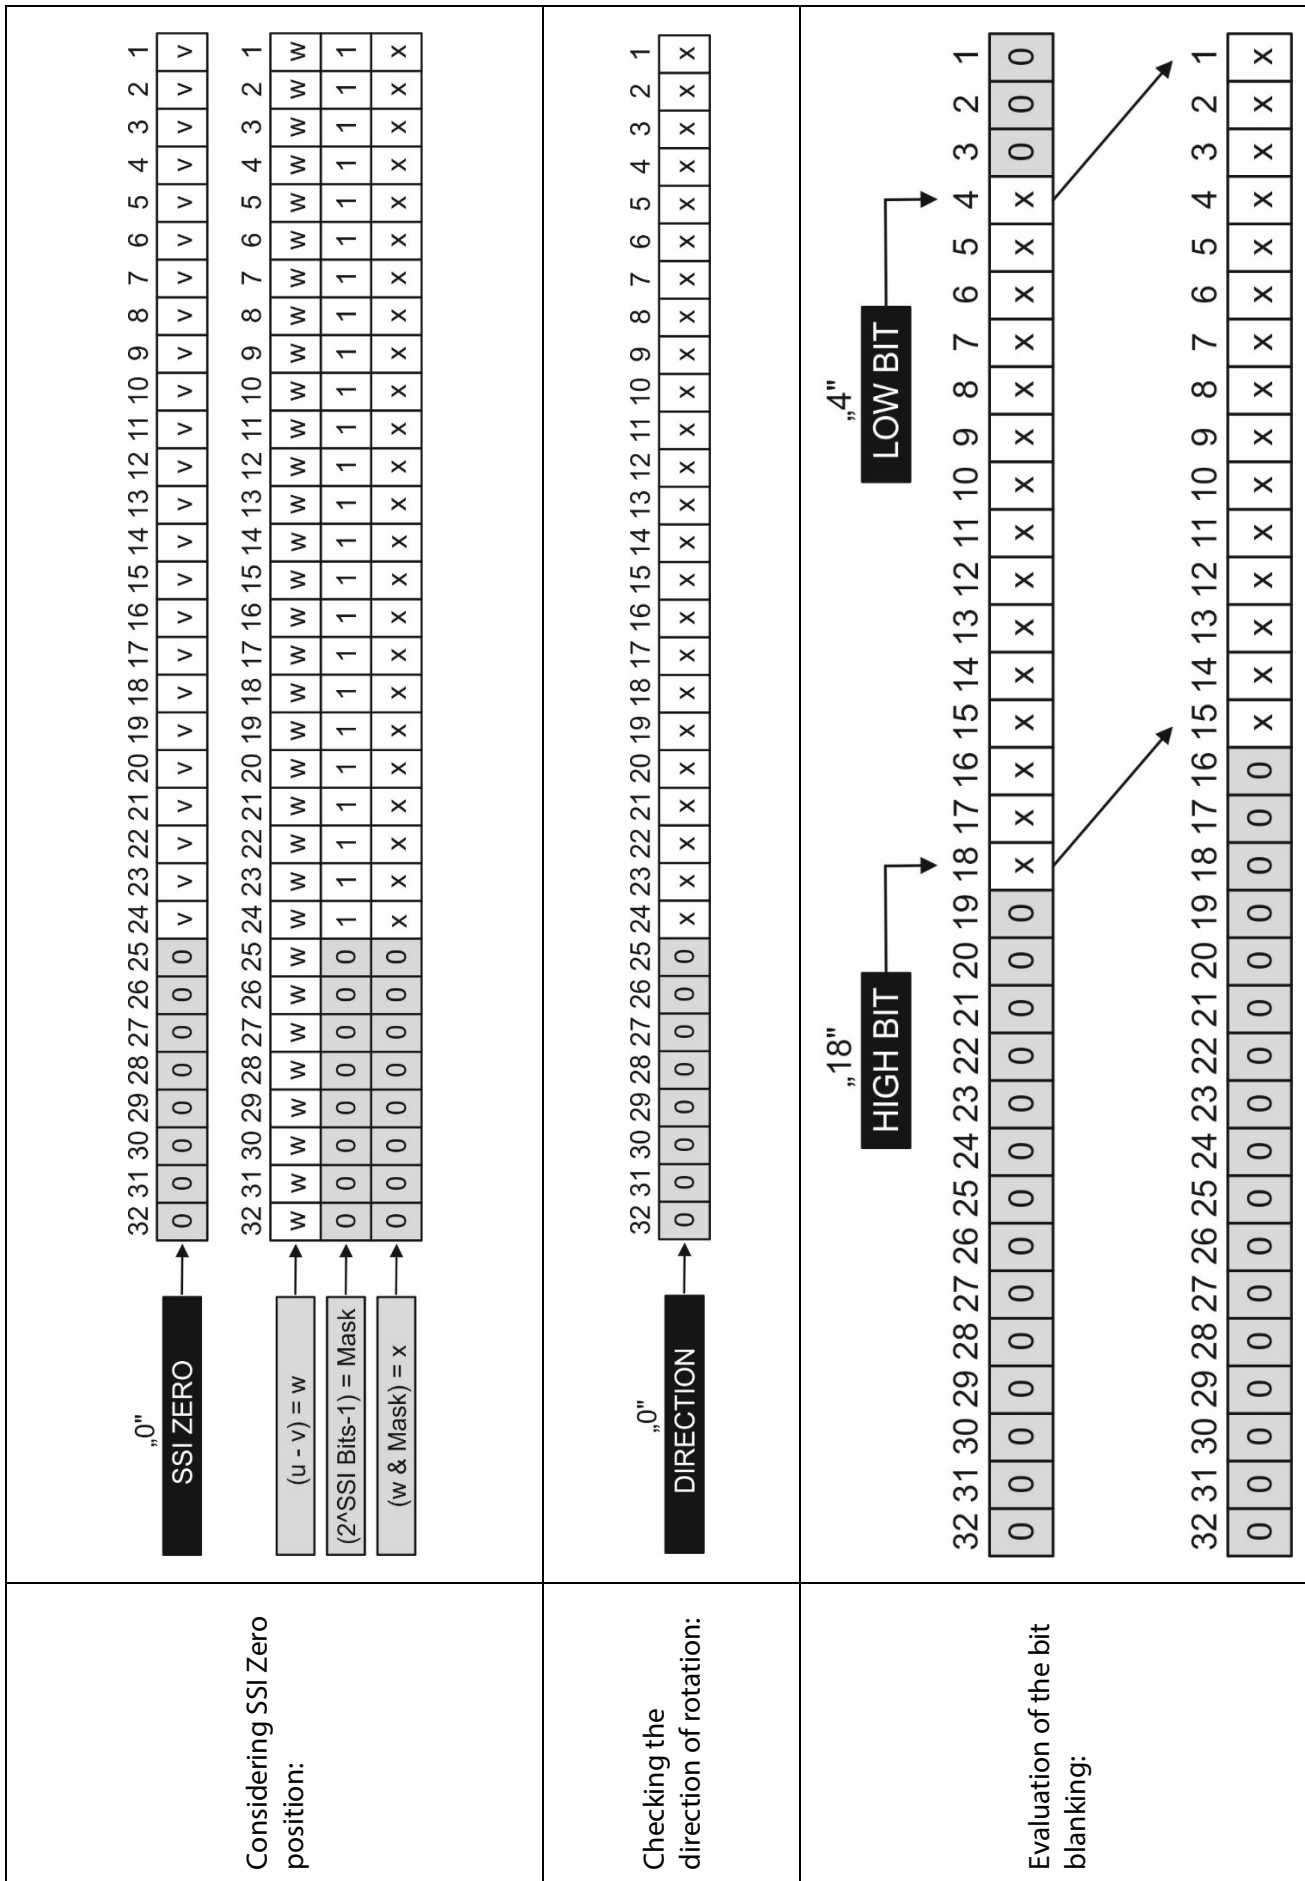 Considering SSI Zero
position:
„0"
SSI ZERO
32 31 30 29 28 27 26 25 24 23 22 21 20 19 18 17 16 15 14 13 12 11 10 9 8 7 6 5 4 3 2 1
0 0 0 0 0 0 0 0 v v v v v v v v v v v v v v v v v v v v v v v v
32 31 30 29 28 27 26 25 24 23 22 21 20 19 18 17 16 15 14 13 12 11 10 9 8 7 6 5 4 3 2 1
(u - v) = w
w w w w w w w w w w w w w w w w w w w w w w w w w w w w w w w w
(2^SSI Bits-1) = Mask
0 0 0 0 0 0 0 0 1 1 1 1 1 1 1 1 1 1 1 1 1 1 1 1 1 1 1 1 1 1 1 1
(w & Mask) = x
0 0 0 0 0 0 0 0 x x x x x x x x x x x x x x x x x x x x x x x x
Checking the
direction of rotation:
„0"
DIRECTION
32 31 30 29 28 27 26 25 24 23 22 21 20 19 18 17 16 15 14 13 12 11 10 9 8 7 6 5 4 3 2 1
0 0 0 0 0 0 0 0 x x x x x x x x x x x x x x x x x x x x x x x x
Evaluation of the bit
blanking:
„18"
HIGH BIT
„4"
LOW BIT
32 31 30 29 28 27 26 25 24 23 22 21 20 19 18 17 16 15 14 13 12 11 10 9 8 7 6 5 4 3 2 1
0 0 0 0 0 0 0 0 0 0 0 0 0 0 x x x x x x x x x x x x x x x 0 0 0
32 31 30 29 28 27 26 25 24 23 22 21 20 19 18 17 16 15 14 13 12 11 10 9 8 7 6 5 4 3 2 1
0 0 0 0 0 0 0 0 0 0 0 0 0 0 0 0 0 x x x x x x x x x x x x x x x